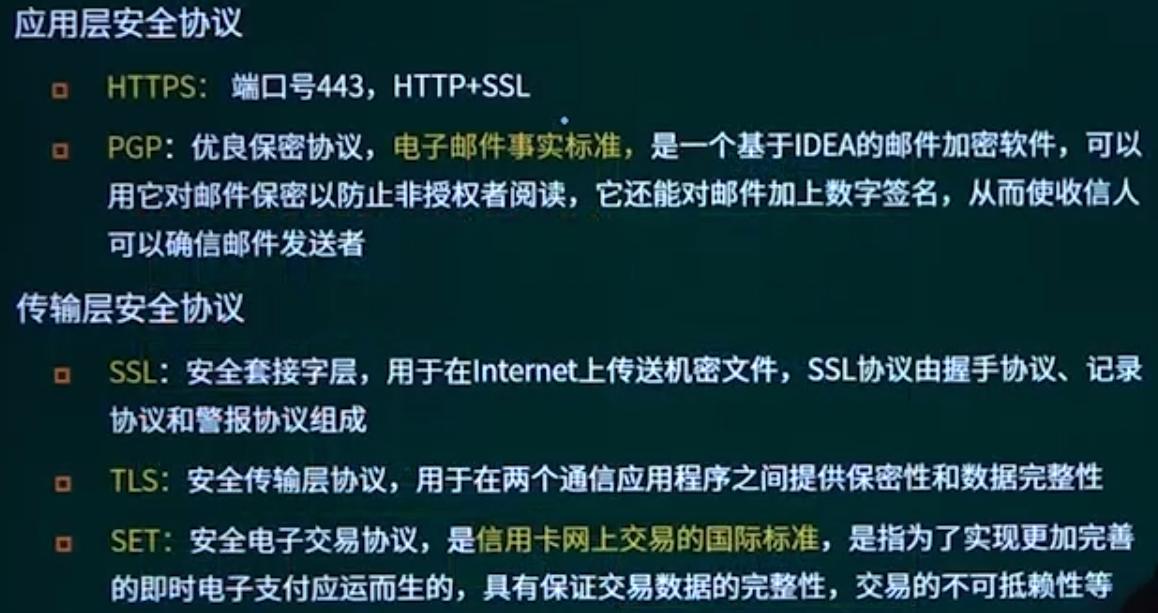 应用层安全协议
HTTPS： 端口号443，HTTP+SSL
PGP：优良保密协议，电子邮件事实标准，是一个基于IDEA的邮件加密软件，可以
用它对邮件保密以防止非授权者阅读，它还能对邮件加上数字签名，从而使收信人
可以确信邮件发送者
传输层安全协议
SSL：安全套接字层，用于在Internet上传送机密文件，SSL协议由握手协议、记录
协议和警报协议组成
TLS：安全传输层协议，用于在两个通信应用程序之间提供保密性和数据完整性
SET：安全电子交易协议，是信用卡网上交易的国际标准，是指为了实现更加完善
的即时电子支付应运而生的，具有保证交易数据的完整性，交易的不可抵赖性等